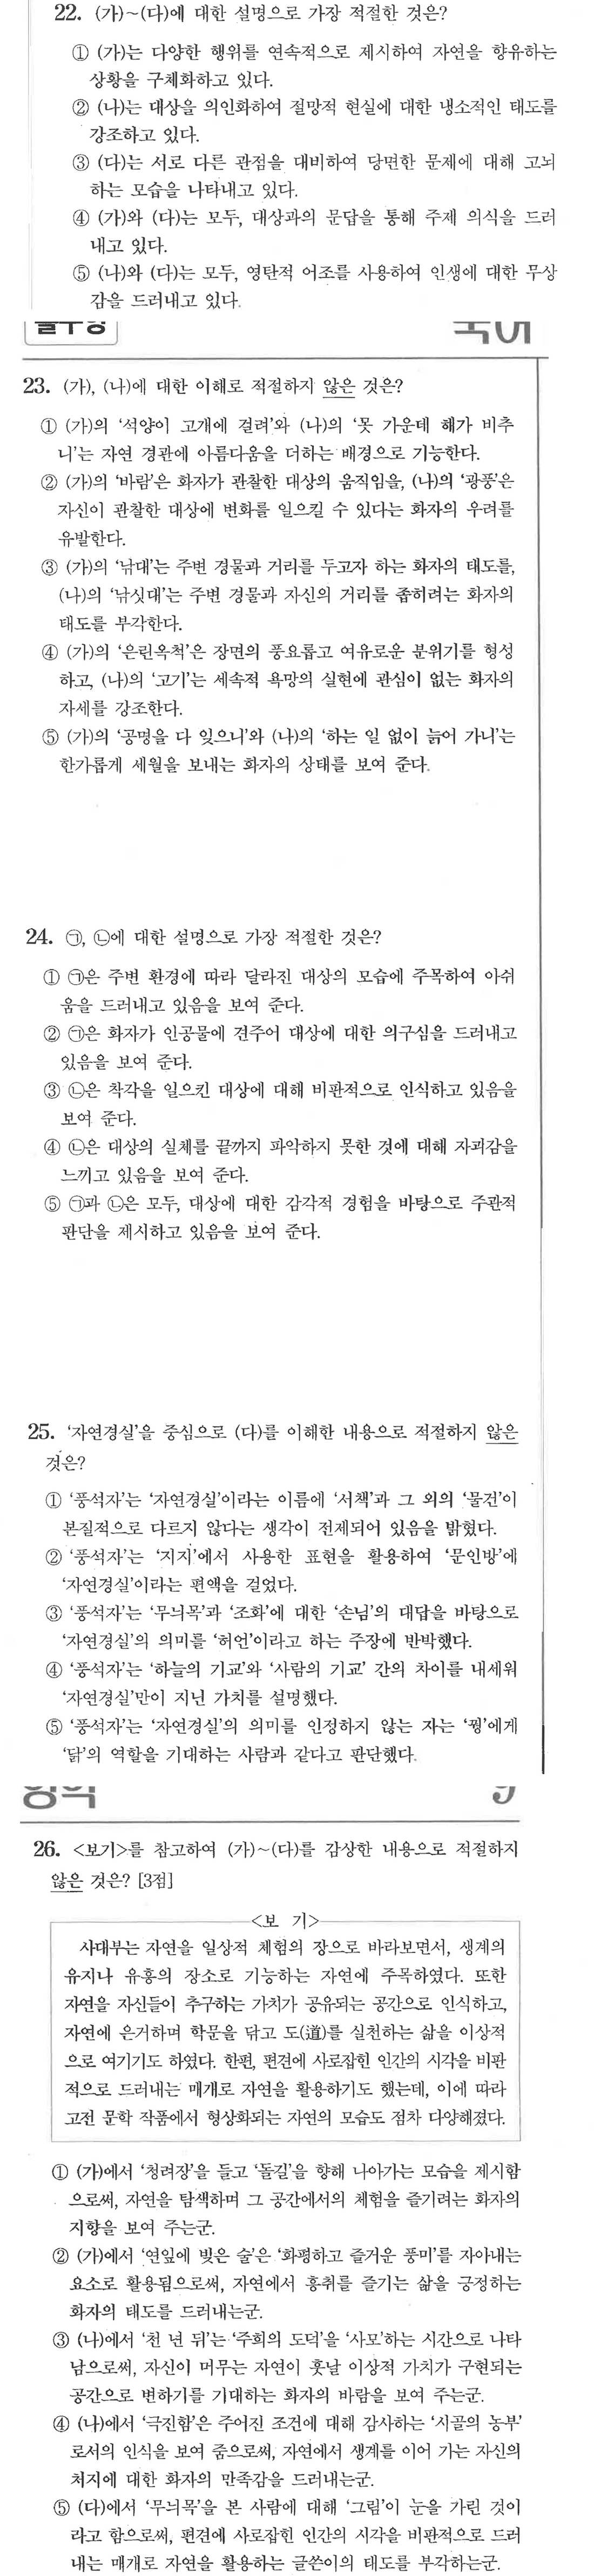 22. (가)~(다)에 대한 설명으로 가장 적절한 것은?
① (가)는 다양한 행위를 연속적으로 제시하여 자연을 향유하는
상황을 구체화하고 있다.
② (나)는 대상을 의인화하여 절망적 현실에 대한 냉소적인 태도를
강조하고 있다.
③ (다)는 서로 다른 관점을 대비하여 당면한 문제에 대해 고뇌
하는 모습을 나타내고 있다.
④ (가)와 (다)는 모두, 대상과의 문답을 통해 주제 의식을 드러
내고 있다.
⑤ (나)와 (다)는 모두, 영탄적 어조를 사용하여 인생에 대한 무상
감을 드러내고 있다.
23. (가), (나)에 대한 이해로 적절하지 않은 것은?
① (가)의 ‘석양이 고개에 걸려’와 (나)의 ‘못 가운데 해가 비추
니’는 자연 경관에 아름다움을 더하는 배경으로 기능한다.
② (가)의 ‘바람’은 화자가 관찰한 대상의 움직임을, (나)의 ‘광풍’은
자신이 관찰한 대상에 변화를 일으킬 수 있다는 화자의 우려를
유발한다.
③ (가)의 ‘낚대’는 주변 경물과 거리를 두고자 하는 화자의 태도를,
(나)의 ‘낚싯대’는 주변 경물과 자신의 거리를 좁히려는 화자의
태도를 부각한다.
④ (가)의 ‘은린옥척’은 장면의 풍요롭고 여유로운 분위기를 형성
하고, (나)의 ‘고기’는 세속적 욕망의 실현에 관심이 없는 화자의
자세를 강조한다.
⑤ (가)의 ‘공명을 다 잊으니’와 (나)의 ‘하는 일 없이 늙어 가니’는
한가롭게 세월을 보내는 화자의 상태를 보여 준다.
24. ㉠, ㉡에 대한 설명으로 가장 적절한 것은?
① ㉠은 주변 환경에 따라 달라진 대상의 모습에 주목하여 아쉬
움을 드러내고 있음을 보여 준다.
② ㉠은 화자가 인공물에 견주어 대상에 대한 의구심을 드러내고
있음을 보여 준다.
③ ㉡은 착각을 일으킨 대상에 대해 비판적으로 인식하고 있음을
보여 준다.
④ ㉡은 대상의 실체를 끝까지 파악하지 못한 것에 대해 자괴감을
느끼고 있음을 보여 준다.
⑤ ㉠과 ㉡은 모두, 대상에 대한 감각적 경험을 바탕으로 주관적
판단을 제시하고 있음을 보여 준다.
25. ‘자연경실’을 중심으로 (다)를 이해한 내용으로 적절하지 않은
것은?
① ‘풍석자’는 ‘자연경실’이라는 이름에 ‘서책’과 그 외의 ‘물건’이
본질적으로 다르지 않다는 생각이 전제되어 있음을 밝혔다.
② ‘풍석자’는 ‘지지’에서 사용한 표현을 활용하여 ‘문인방’에
‘자연경실’이라는 편액을 걸었다.
③ ‘풍석자’는 ‘무늬목’과 ‘조화’에 대한 ‘손님’의 대답을 바탕으로
‘자연경실’의 의미를 ‘허언’이라고 하는 주장에 반박했다.
④ ‘풍석자’는 ‘하늘의 기교’와 ‘사람의 기교’ 간의 차이를 내세워
‘자연경실’만이 지닌 가치를 설명했다.
⑤ ‘풍석자’는 ‘자연경실’의 의미를 인정하지 않는 자는 ‘꿩’에게
‘닭’의 역할을 기대하는 사람과 같다고 판단했다.
26. <보기>를 참고하여 (가)~(다)를 감상한 내용으로 적절하지
않은 것은? [3점]
<보 기>
사대부는 자연을 일상적 체험의 장으로 바라보면서, 생계의
유지나 유흥의 장소로 기능하는 자연에 주목하였다. 또한
자연을 자신들이 추구하는 가치가 공유되는 공간으로 인식하고,
자연에 은거하며 학문을 닦고 도(道)를 실천하는 삶을 이상적
으로 여기기도 하였다. 한편, 편견에 사로잡힌 인간의 시각을 비판
적으로 드러내는 매개로 자연을 활용하기도 했는데, 이에 따라
고전 문학 작품에서 형상화되는 자연의 모습도 점차 다양해졌다.
① (가)에서 ‘청려장’을 들고 ‘돌길’을 향해 나아가는 모습을 제시함
으로써, 자연을 탐색하며 그 공간에서의 체험을 즐기려는 화자의
지향을 보여 주는군.
② (가)에서 ‘연잎에 빚은 술’은 ‘화평하고 즐거운 풍미’를 자아내는
요소로 활용됨으로써, 자연에서 흥취를 즐기는 삶을 긍정하는
화자의 태도를 드러내는군.
③ (나)에서 ‘천 년 뒤’는 ‘주희의 도덕’을 ‘사모’하는 시간으로 나타
남으로써, 자신이 머무는 자연이 훗날 이상적 가치가 구현되는
공간으로 변하기를 기대하는 화자의 바람을 보여 주는군.
④ (나)에서 ‘극진함’은 주어진 조건에 대해 감사하는 ‘시골의 농부’
로서의 인식을 보여 줌으로써, 자연에서 생계를 이어 가는 자신의
처지에 대한 화자의 만족감을 드러내는군.
⑤ (다)에서 ‘무늬목’을 본 사람에 대해 ‘그림’이 눈을 가린 것이
라고 함으로써, 편견에 사로잡힌 인간의 시각을 비판적으로 드러
내는 매개로 자연을 활용하는 글쓴이의 태도를 부각하는군.